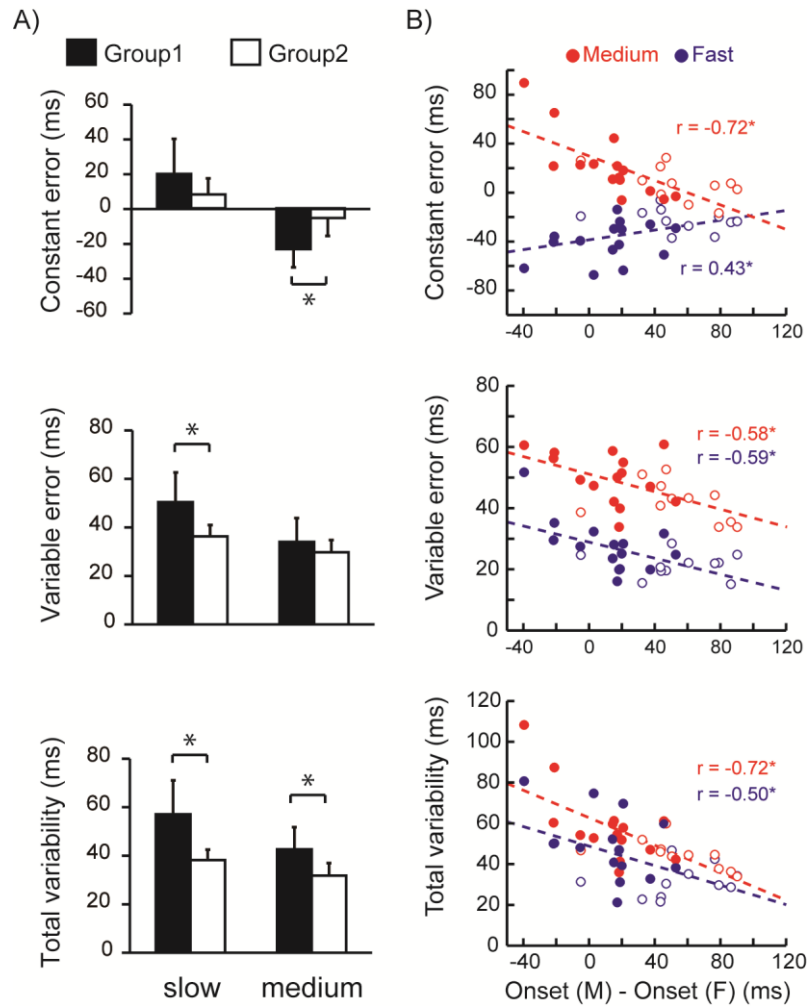 A)
Group1 Group2
Constant error (ms)
60
40
20
0
-20
-40
-60
*
Variable error (ms)
80
60
40
20
0
*
Total variability (ms)
80
60
40
20
0
* *
slow medium
B)
Medium Fast
Constant error (ms)
80
40
0
-40
-80
r = -0.72*
r = 0.43*
-40 0 40 80 120
Variable error (ms)
80
60
40
20
0
r = -0.58*
r = -0.59*
-40 0 40 80 120
Total variability (ms)
120
100
80
60
40
20
0
r = -0.72*
r = -0.50*
-40 0 40 80 120
Onset (M) - Onset (F) (ms)